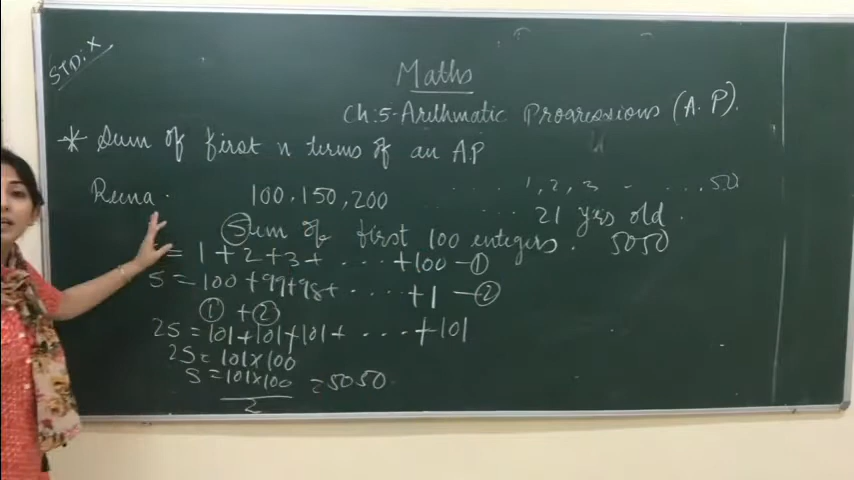 STD: X
Maths
Ch:5-Arithmatic Progressions (A.P).
* Sum of first n terms of an A.P
Reena. 100, 150, 200 . . . . . 1, 2, 3 - . . . . 50
21 yrs old.
Sum of first 100 integers. 5050
= 1 + 2 + 3 + . . . . + 100 — ①
S = 100 + 99 + 98 + . . . . + 1 — ②
① + ②
2S = 101 + 101 + 101 + . . . . + 101
2S = 101 x 100
S = 101 x 100 / 2 = 5050